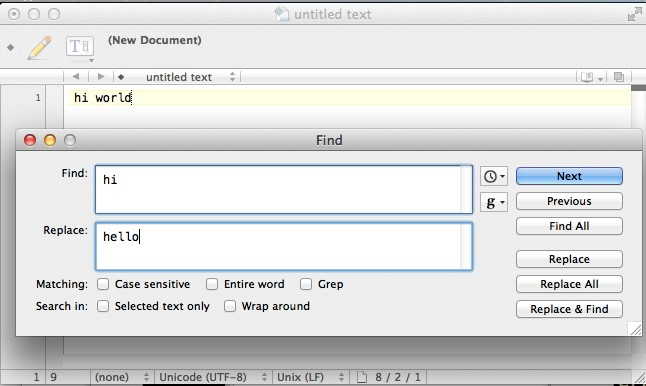 untitled text
(New Document)
untitled text
1
hi world
Find
Find:
hi
Next
g
Previous
Find All
Replace:
hello
Replace
Matching:
Case sensitive
Entire word
Grep
Replace All
Search in:
Selected text only
Wrap around
Replace & Find
1 9 (none) Unicode (UTF-8) Unix (LF) 8 / 2 / 1